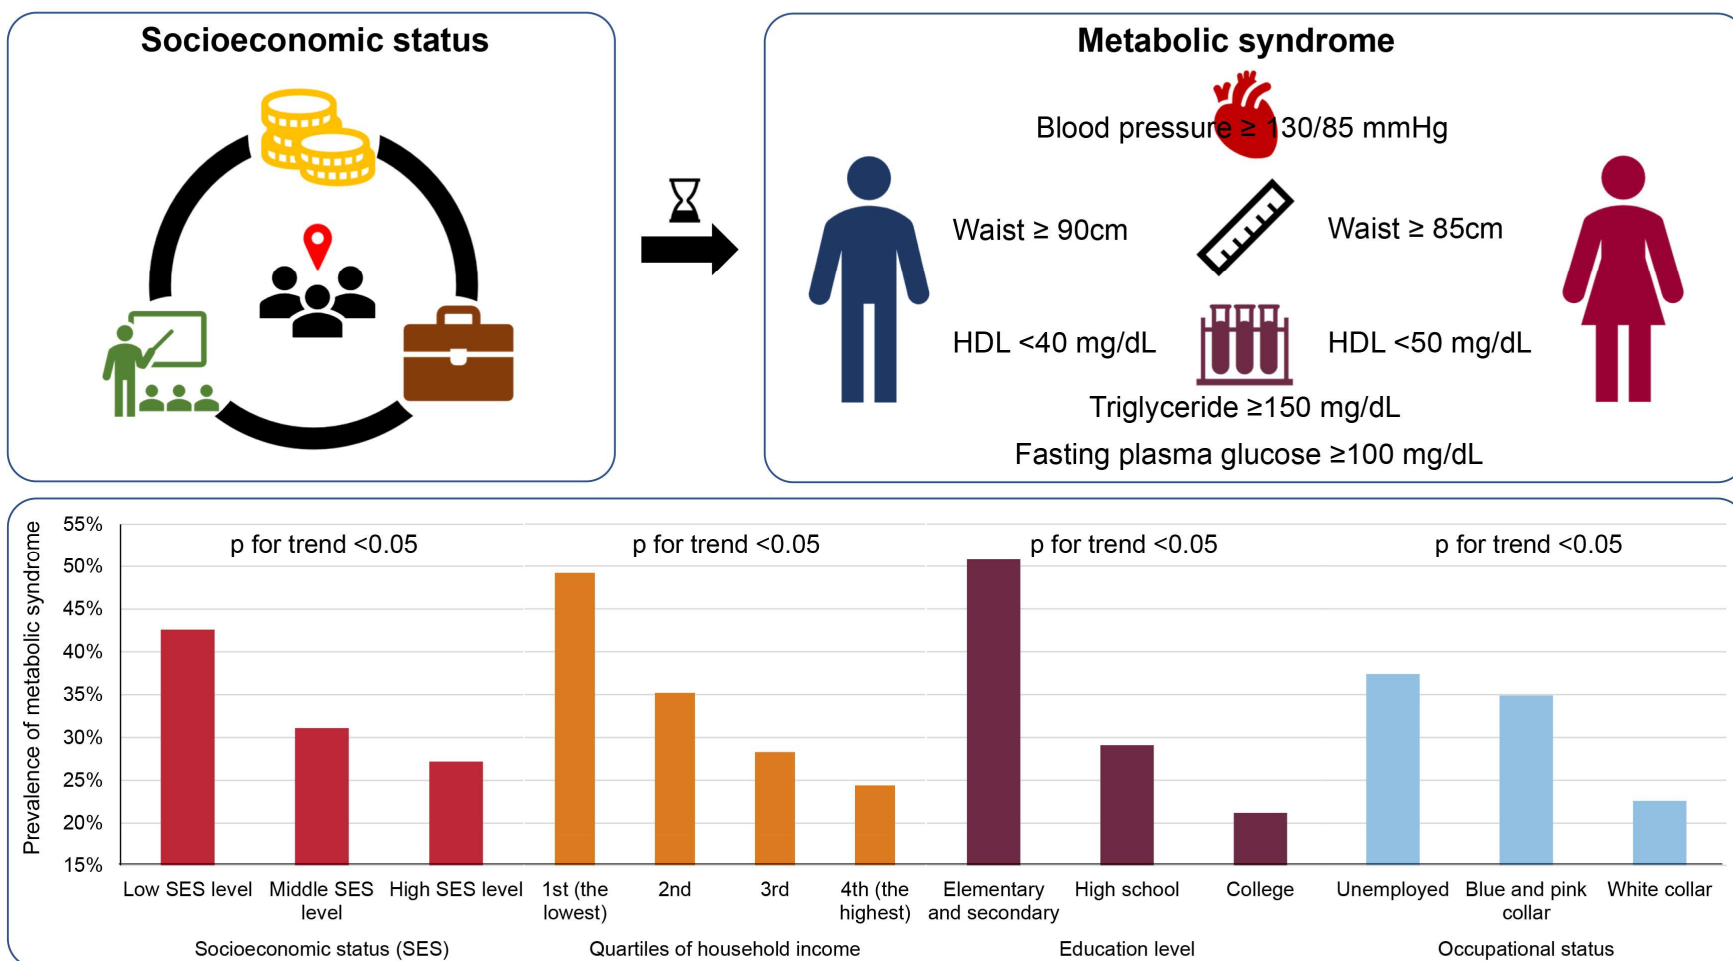 Socioeconomic status
Metabolic syndrome
Blood pressure ≥ 130/85 mmHg
Waist ≥ 90cm
Waist ≥ 85cm
HDL <40 mg/dL
HDL <50 mg/dL
Triglyceride ≥150 mg/dL
Fasting plasma glucose ≥100 mg/dL
Prevalence of metabolic syndrome
55%
50%
45%
40%
35%
30%
25%
20%
15%
p for trend <0.05
p for trend <0.05
p for trend <0.05
p for trend <0.05
Low SES level
Middle SES
level
High SES level
1st (the
lowest)
2nd
3rd
4th (the
highest)
Elementary
and secondary
High school
College
Unemployed
Blue and pink
collar
White collar
Socioeconomic status (SES)
Quartiles of household income
Education level
Occupational status